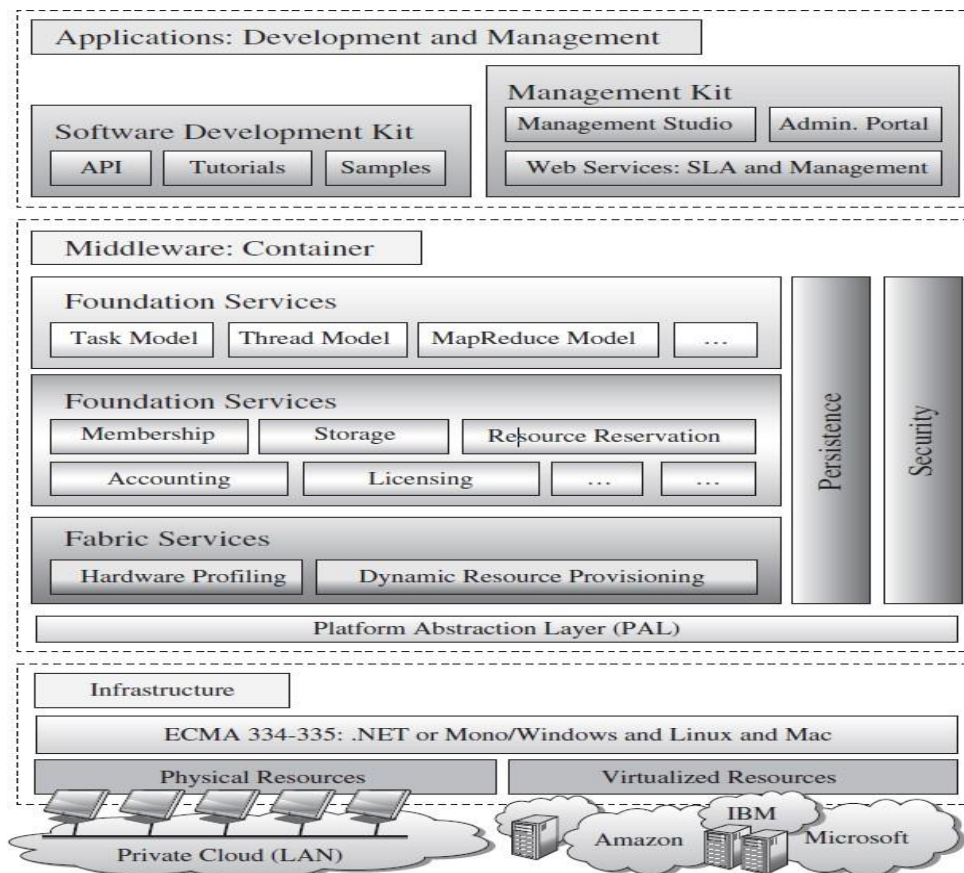 Applications: Development and Management
Software Development Kit
API
Tutorials
Samples
Management Kit
Management Studio
Admin. Portal
Web Services: SLA and Management
Middleware: Container
Foundation Services
Task Model
Thread Model
MapReduce Model
...
Foundation Services
Membership
Storage
Resource Reservation
Accounting
Licensing
...
...
Fabric Services
Hardware Profiling
Dynamic Resource Provisioning
Persistence
Security
Platform Abstraction Layer (PAL)
Infrastructure
ECMA 334-335: .NET or Mono/Windows and Linux and Mac
Physical Resources
Virtualized Resources
Private Cloud (LAN)
Amazon
IBM
Microsoft